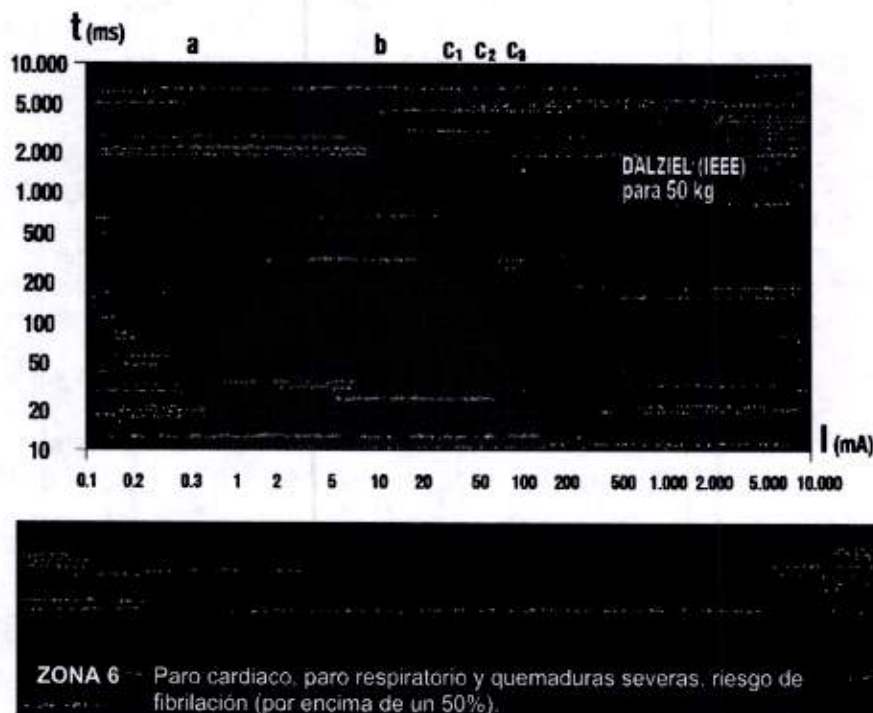 t (ms)
a b c₁ c₂ c₃
10.000
5.000
2.000
1.000
500
200
100
50
20
10
DALZIEL (IEEE)
para 50 kg
I (mA)
0.1 0.2 0.3 1 2 5 10 20 50 100 200 500 1.000 2.000 5.000 10.000
ZONA 6 Paro cardiaco, paro respiratorio y quemaduras severas, riesgo de
fibrilación (por encima de un 50%).